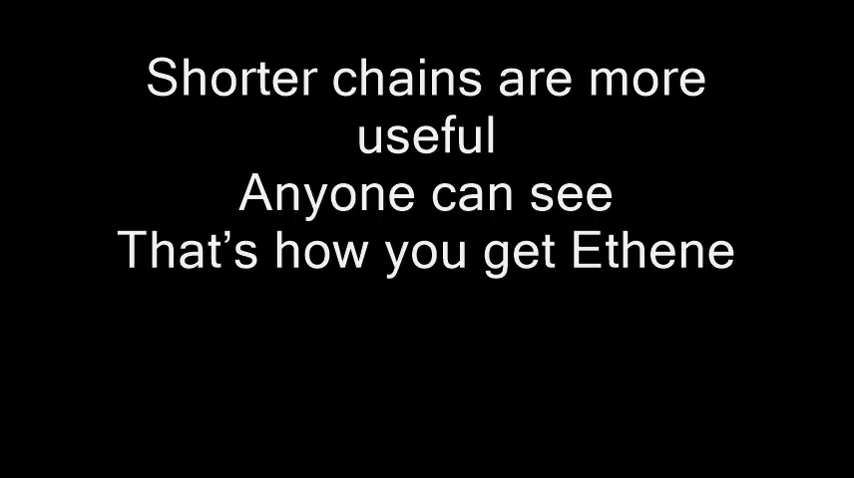 Shorter chains are more
useful
Anyone can see
That’s how you get Ethene